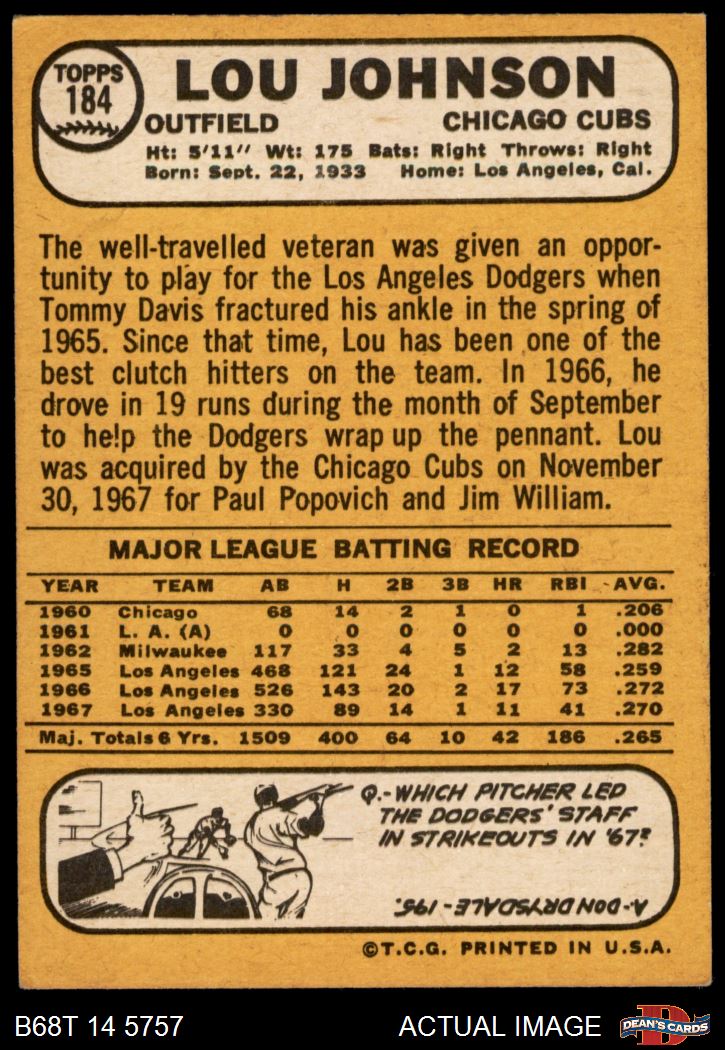 TOPPS
184
LOU JOHNSON
OUTFIELD CHICAGO CUBS
Ht: 5'11" Wt: 175 Bats: Right Throws: Right
Born: Sept. 22, 1933 Home: Los Angeles, Cal.
The well-travelled veteran was given an oppor-
tunity to play for the Los Angeles Dodgers when
Tommy Davis fractured his ankle in the spring of
1965. Since that time, Lou has been one of the
best clutch hitters on the team. In 1966, he
drove in 19 runs during the month of September
to help the Dodgers wrap up the pennant. Lou
was acquired by the Chicago Cubs on November
30, 1967 for Paul Popovich and Jim William.
MAJOR LEAGUE BATTING RECORD
YEAR TEAM AB H 2B 3B HR RBI AVG.
1960 Chicago 68 14 2 1 0 1 .206
1961 L. A. (A) 0 0 0 0 0 0 .000
1962 Milwaukee 117 33 4 5 2 13 .282
1965 Los Angeles 468 121 24 1 12 58 .259
1966 Los Angeles 526 143 20 2 17 73 .272
1967 Los Angeles 330 89 14 1 11 41 .270
Maj. Totals 6 Yrs. 1509 400 64 10 42 186 .265
Q.-WHICH PITCHER LED
THE DODGERS' STAFF
IN STRIKEOUTS IN '67?
A-DON DRYSDALE-196.
©T.C.G. PRINTED IN U.S.A.
B68T 14 5757 ACTUAL IMAGE
D
DEAN'S CARDS